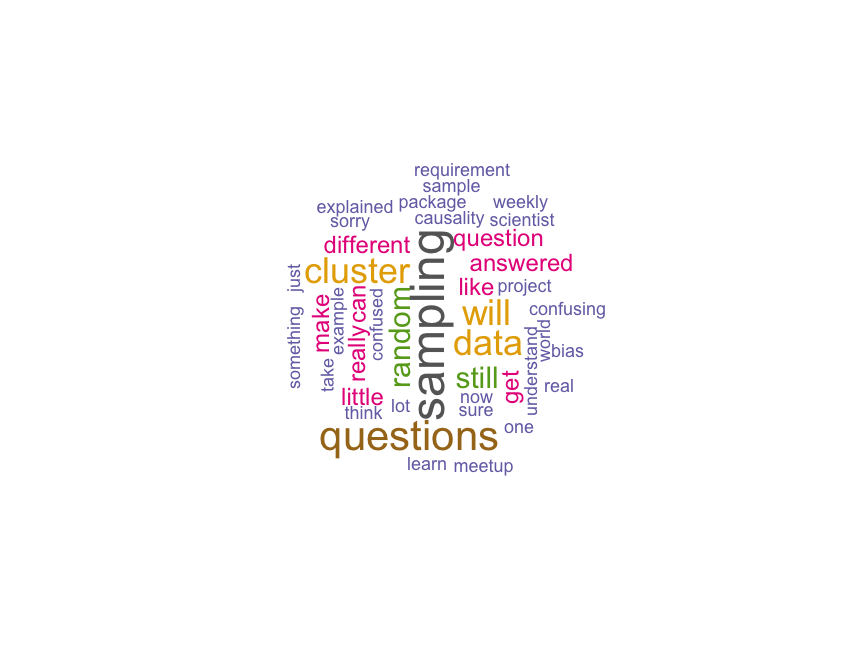 requirement
sample
explained
package
weekly
sorry
causality
scientist
different
sampling
question
just
cluster
answered
like
project
make
example
really
can
confused
random
will
confusing
something
data
understand
world
bias
take
still
get
real
little
now
think
lot
sure
questions
one
learn
meetup